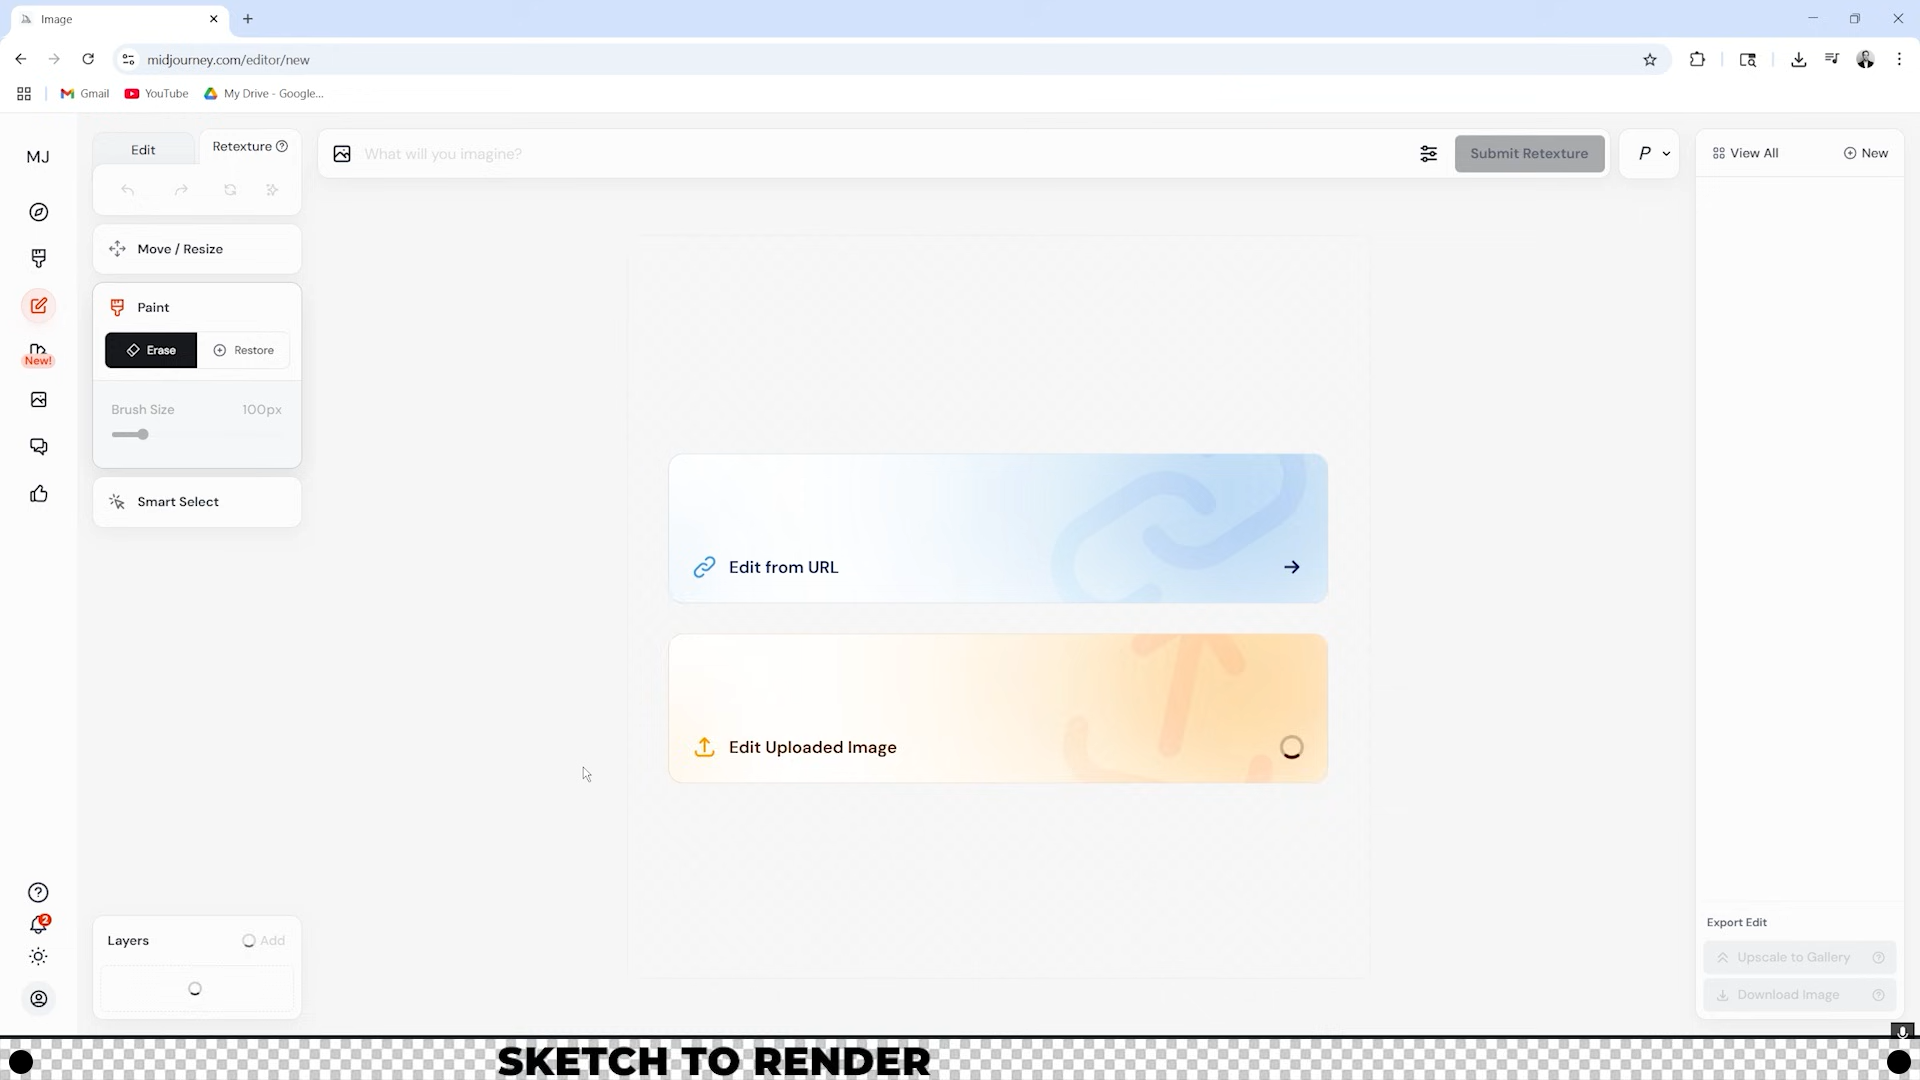 Image
midjourney.com/editor/new
Gmail
YouTube
My Drive - Google...
MJ
Edit
Retexture
What will you imagine?
Submit Retexture
P
View All
New
Move / Resize
Paint
Erase
Restore
New!
Brush Size
100px
Smart Select
Edit from URL
Edit Uploaded Image
2
Layers
Add
Export Edit
Upscale to Gallery
Download Image
SKETCH TO RENDER